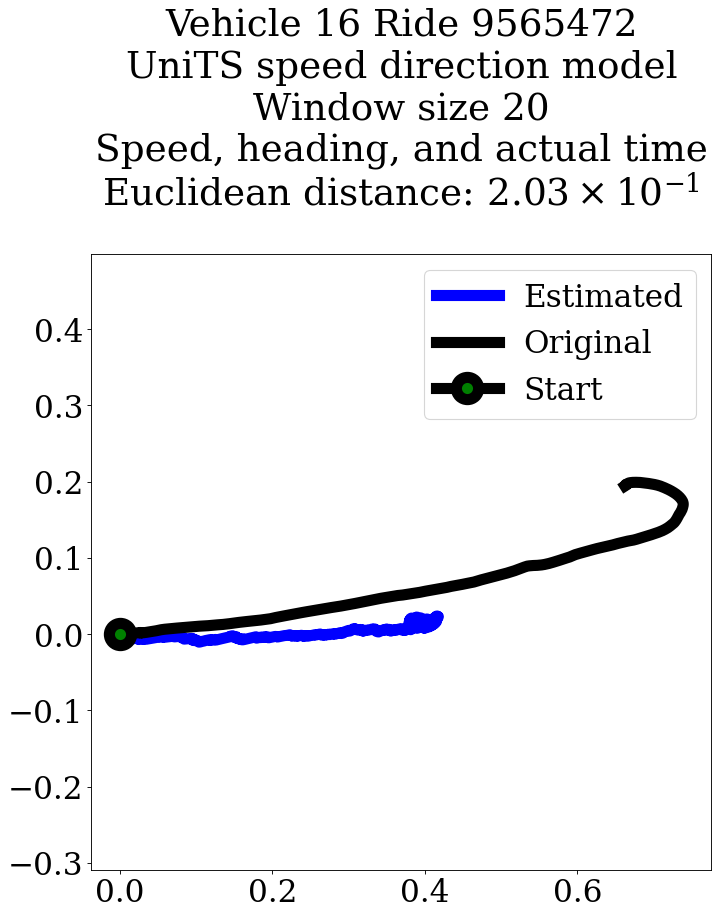 Vehicle 16 Ride 9565472
UniTS speed direction model
Window size 20
Speed, heading, and actual time
Euclidean distance: 2.03 × 10⁻¹
Estimated
Original
Start
0.4
0.3
0.2
0.1
0.0
−0.1
−0.2
−0.3
0.0 0.2 0.4 0.6